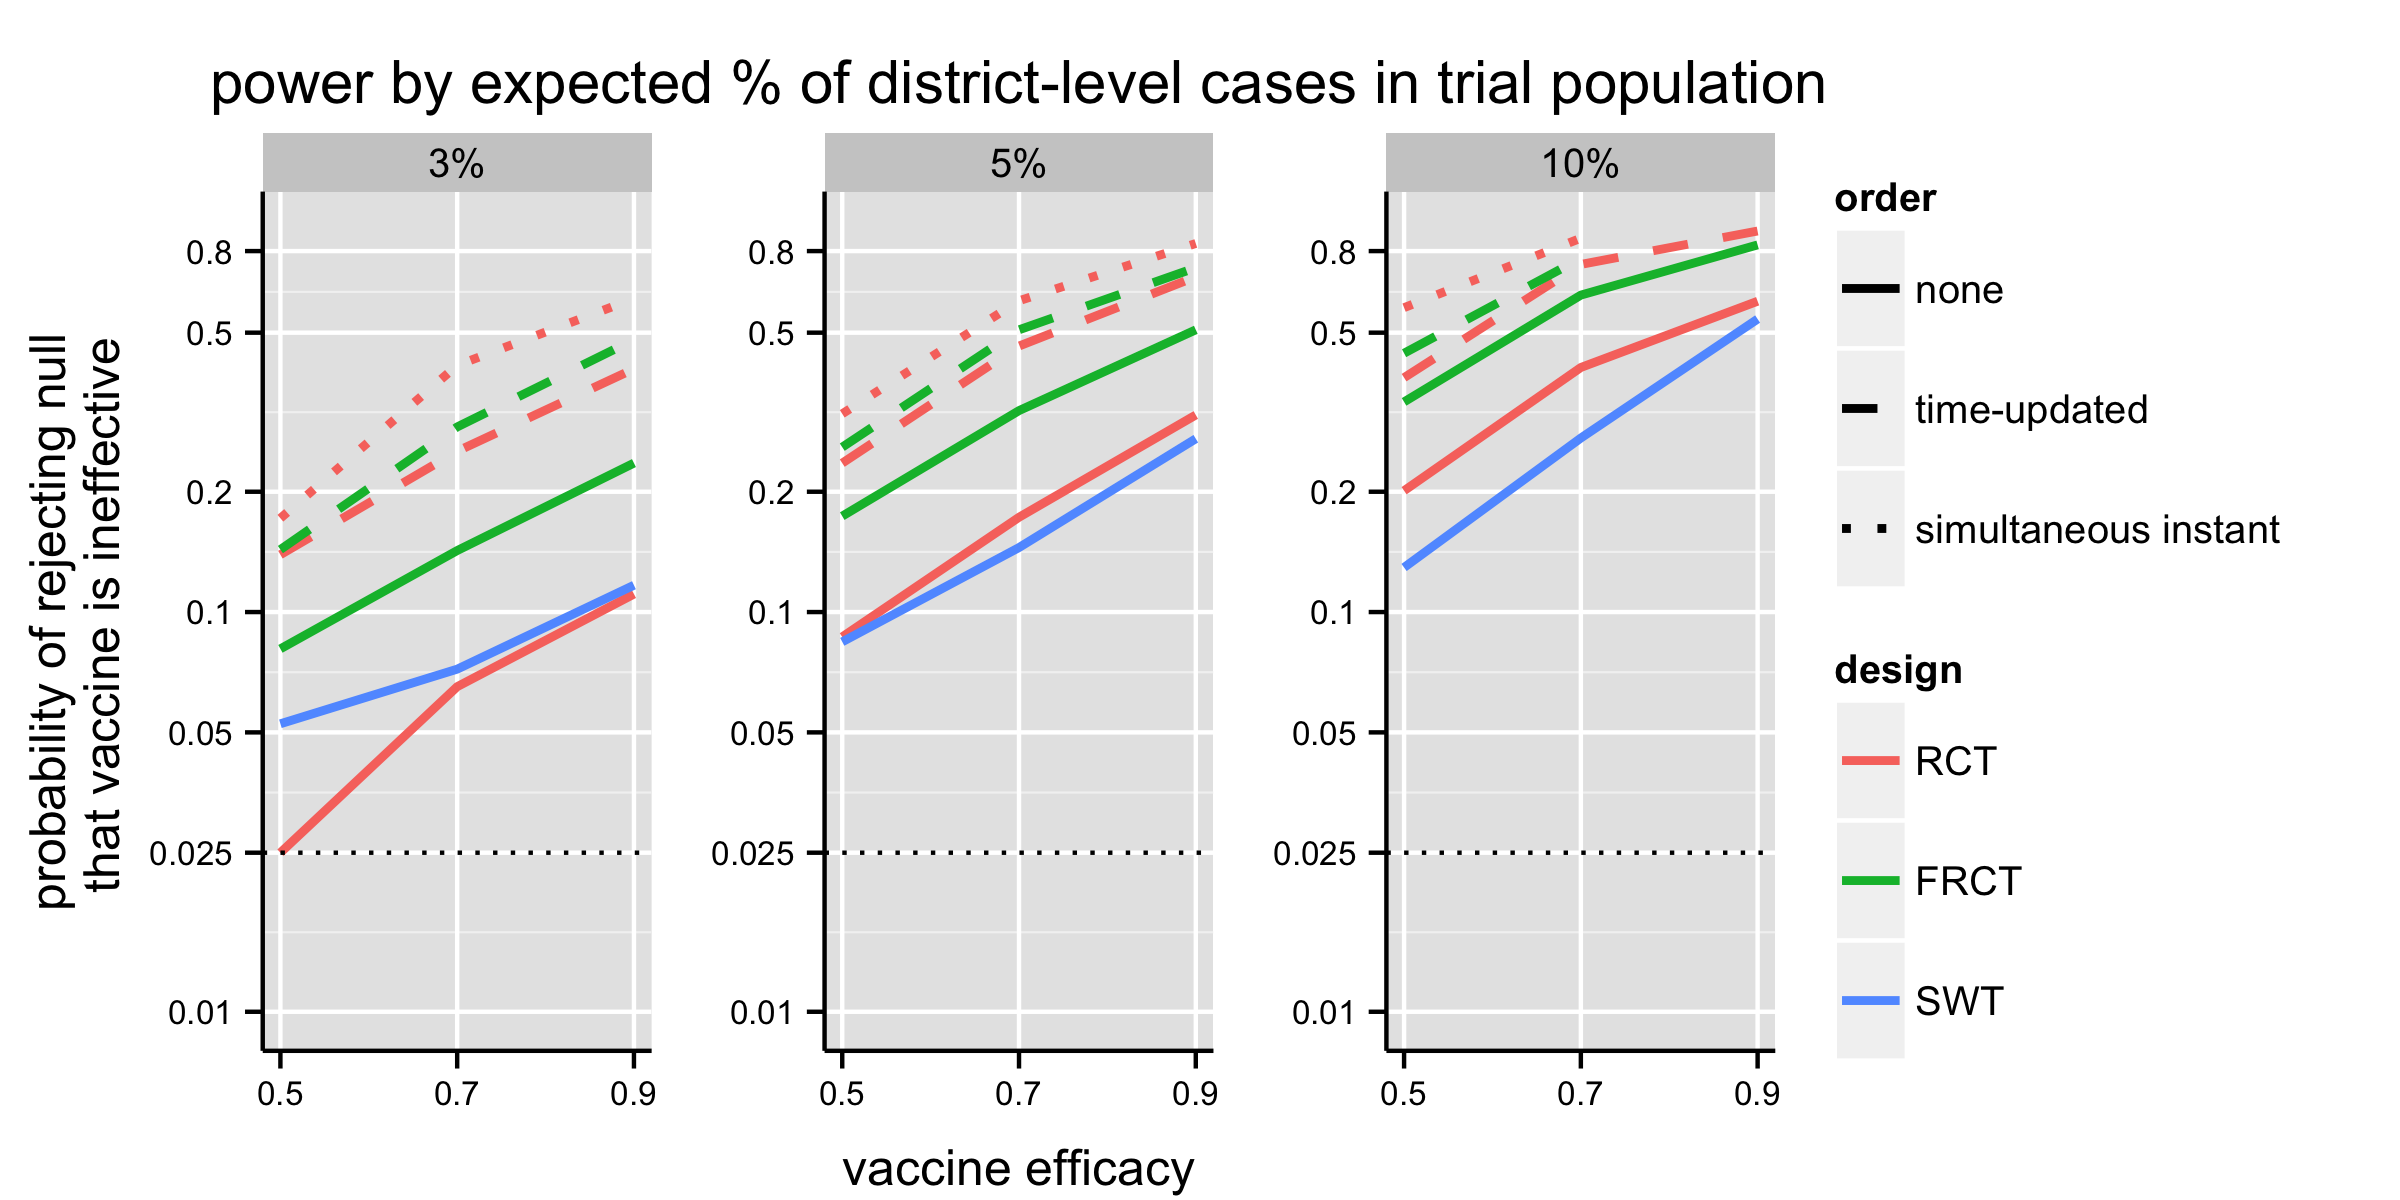 power by expected % of district-level cases in trial population
probability of rejecting null
that vaccine is ineffective
3%
0.8
0.5
0.2
0.1
0.05
0.025
0.01
0.5 0.7 0.9
5%
0.8
0.5
0.2
0.1
0.05
0.025
0.01
0.5 0.7 0.9
10%
0.8
0.5
0.2
0.1
0.05
0.025
0.01
0.5 0.7 0.9
vaccine efficacy
order
none
time-updated
simultaneous instant
design
RCT
FRCT
SWT